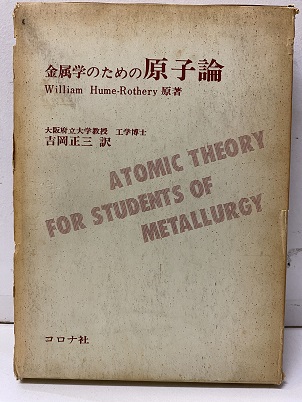 金属学のための原子論
William Hume-Rothery 原著
大阪府立大学教授 工学博士
吉岡正三 訳
ATOMIC THEORY
FOR STUDENTS OF
METALLURGY
コロナ社